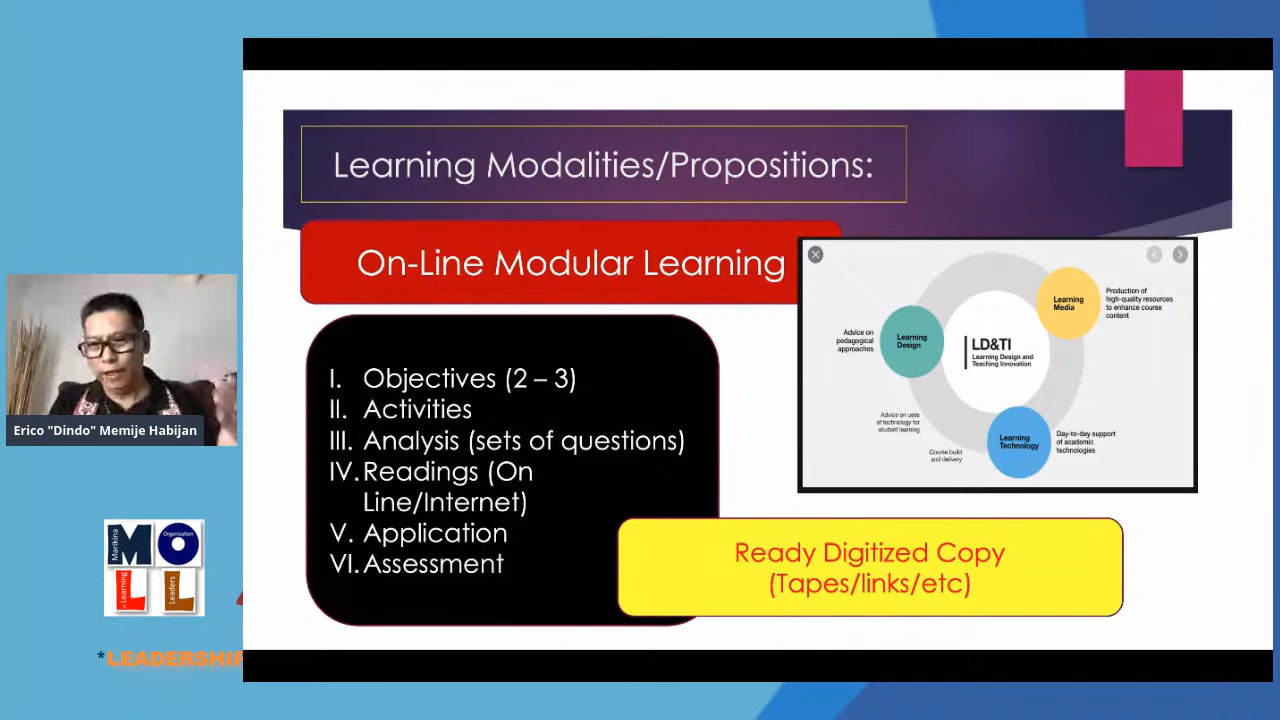 Learning Modalities/Propositions:
On-Line Modular Learning
I. Objectives (2 – 3)
II. Activities
III. Analysis (sets of questions)
IV. Readings (On
Line/Internet)
V. Application
VI. Assessment
Learning
Media
Production of
high-quality resources
to enhance course
content
Advice on
pedagogical
approaches
Learning
Design
LD&TI
Learning Design and
Teaching Innovation
Advice on uses
of technology for
student learning
Course build
and delivery
Learning
Technology
Day-to-day support
of academic
technologies
Ready Digitized Copy
(Tapes/links/etc)
Erico "Dindo" Memije Habijan
Marikina
M
Organization
O
L
Learning
L
Leaders
*LEADERSHI